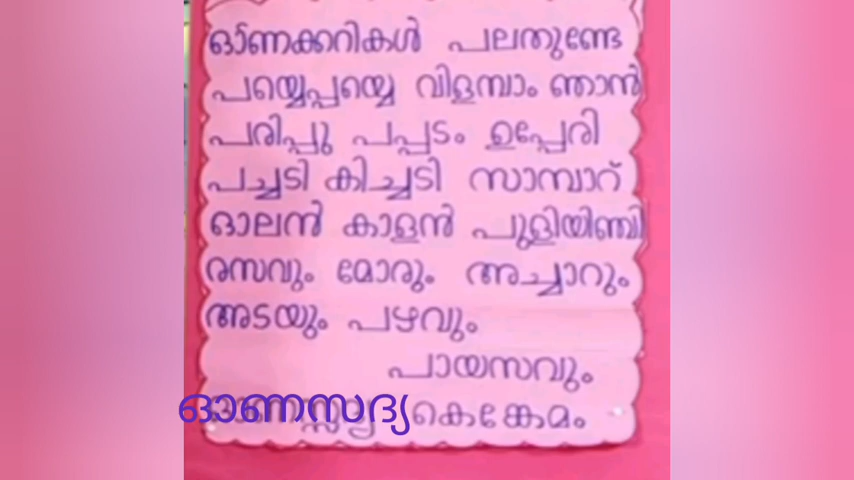 ഓണക്കറികൾ പലതുണ്ടേ
പയ്യെപ്പയ്യെ വിളമ്പാം ഞാൻ
പരിപ്പു പപ്പടം ഉപ്പേരി
പച്ചടി കിച്ചടി സാമ്പാറ്
ഓലൻ കാളൻ പുളിയിഞ്ചി
രസവും മോരും അച്ചാറും
അടയും പഴവും
പായസവും
ഓണസദ്യ കെങ്കേമം